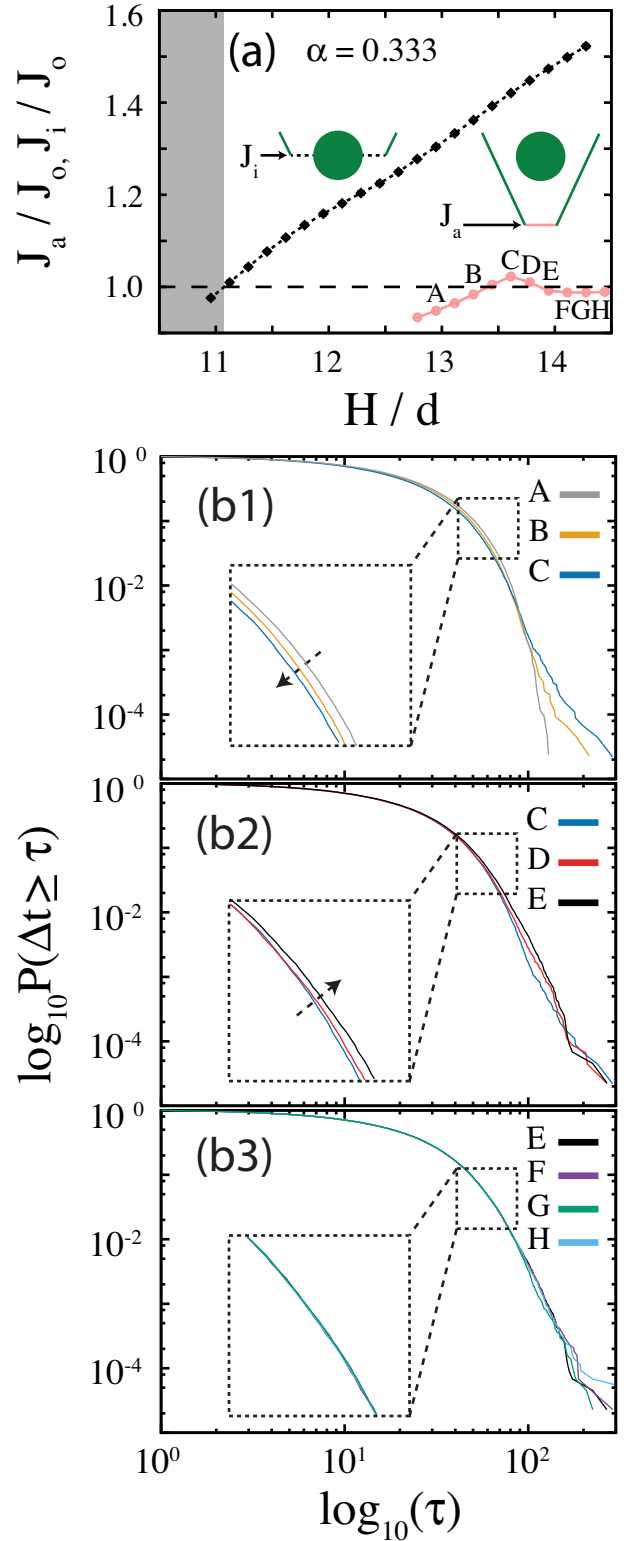 (a) α = 0.333
J_a / J_o, J_i / J_o
1.6
1.4
1.2
1.0
J_i
J_a
A B C D E
FGH
11 12 13 14
H / d
(b1)
A
B
C
10^0
10^-2
10^-4
(b2)
C
D
E
10^0
10^-2
10^-4
(b3)
E
F
G
H
10^0
10^-2
10^-4
log_10 P(Δt ≥ τ)
10^0 10^1 10^2
log_10(τ)